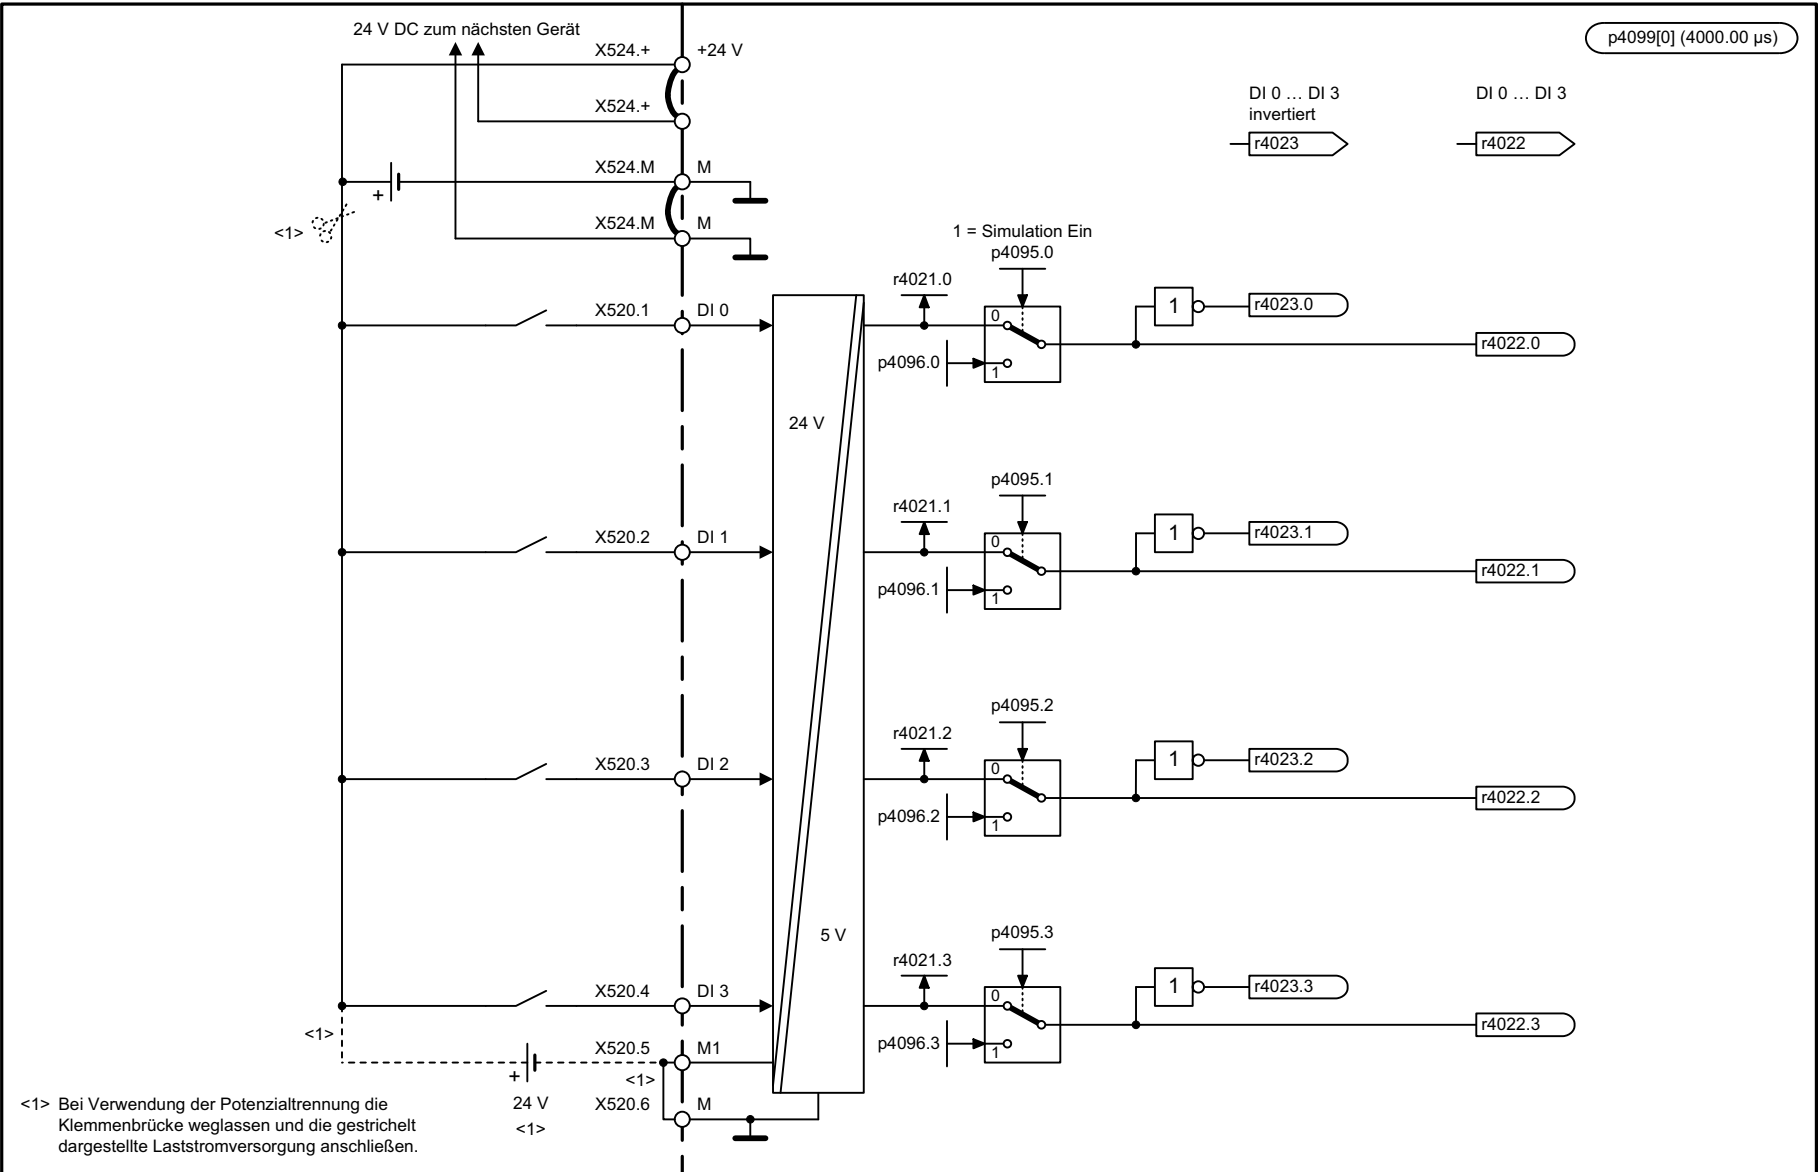 24 V DC zum nächsten Gerät
X524.+
+24 V
p4099[0] (4000.00 µs)
X524.+
DI 0 … DI 3
invertiert
DI 0 … DI 3
r4023
r4022
X524.M
M
+
<1>
X524.M
M
1 = Simulation Ein
p4095.0
r4021.0
X520.1
DI 0
0
1
r4023.0
r4022.0
p4096.0
1
24 V
p4095.1
r4021.1
X520.2
DI 1
0
1
r4023.1
r4022.1
p4096.1
1
p4095.2
r4021.2
X520.3
DI 2
0
1
r4023.2
r4022.2
p4096.2
1
5 V
p4095.3
r4021.3
X520.4
DI 3
0
1
r4023.3
r4022.3
p4096.3
1
<1>
X520.5
M1
+
<1>
24 V
<1>
X520.6
M
<1> Bei Verwendung der Potenzialtrennung die
Klemmenbrücke weglassen und die gestrichelt
dargestellte Laststromversorgung anschließen.